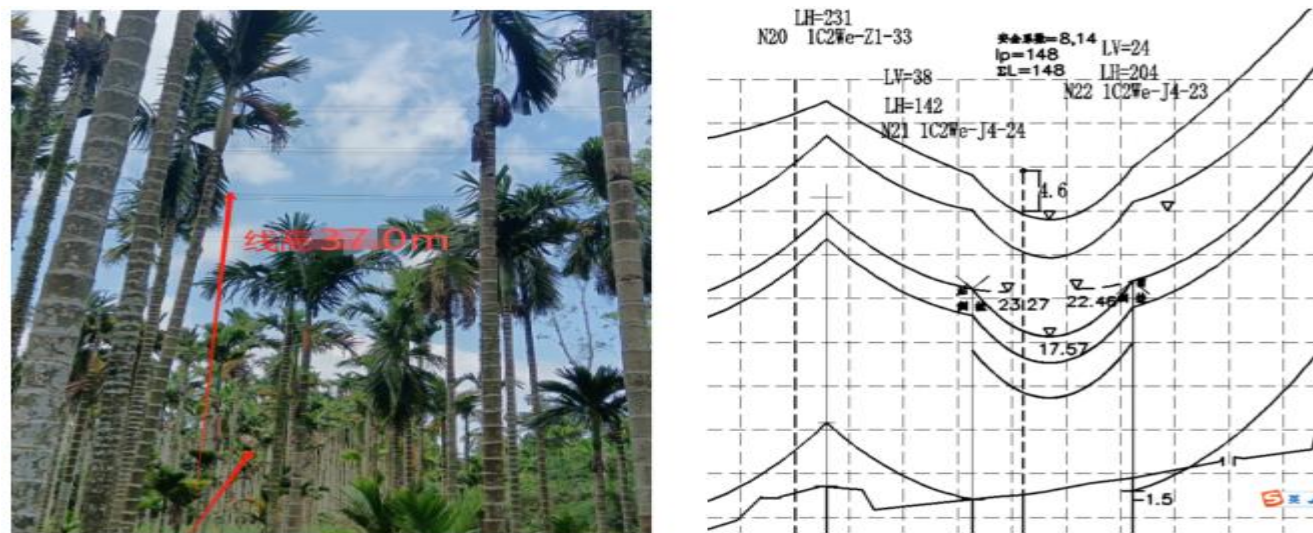 线高37.0m
LH=231
N20 1C2We-Z1-33
安全系数=8,14
lp=148
ΣL=148
LV=24
LH=204
N22 1C2We-J4-23
LV=38
LH=142
N21 1C2We-J4-24
4.6
23.27
22.46
17.57
1.5
英